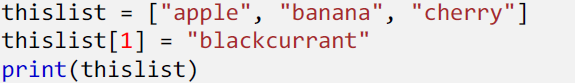 thislist = ["apple", "banana", "cherry"]
thislist[1] = "blackcurrant"
print(thislist)